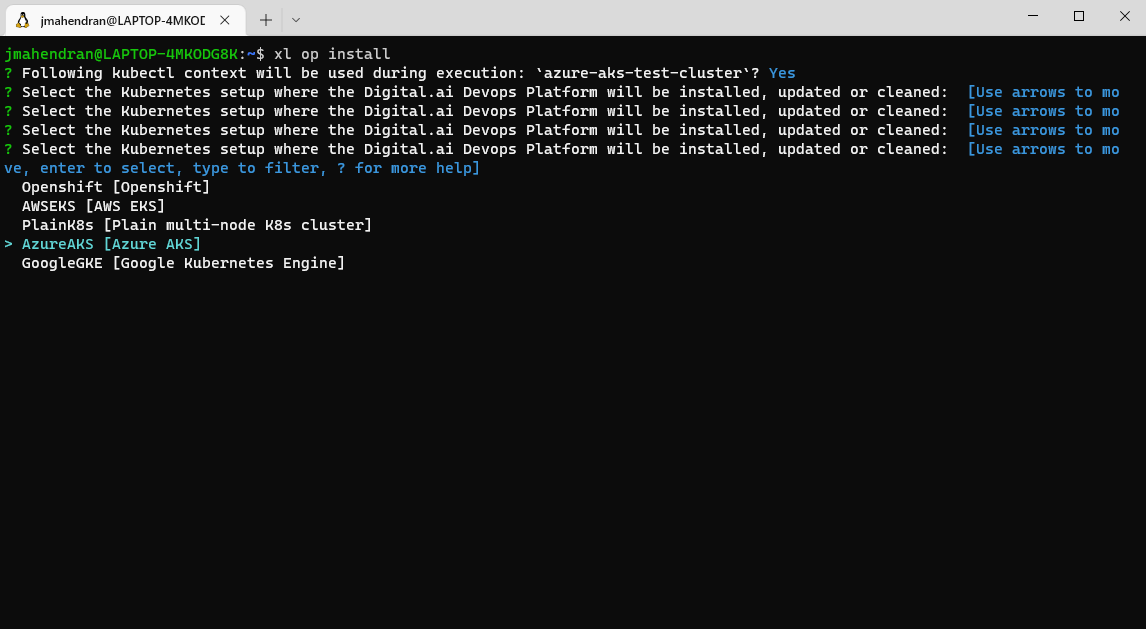 jmahendran@LAPTOP-4MKOD
jmahendran@LAPTOP-4MKODG8K:~$ xl op install
? Following kubectl context will be used during execution: `azure-aks-test-cluster`? Yes
? Select the Kubernetes setup where the Digital.ai Devops Platform will be installed, updated or cleaned:  [Use arrows to mo
? Select the Kubernetes setup where the Digital.ai Devops Platform will be installed, updated or cleaned:  [Use arrows to mo
? Select the Kubernetes setup where the Digital.ai Devops Platform will be installed, updated or cleaned:  [Use arrows to mo
? Select the Kubernetes setup where the Digital.ai Devops Platform will be installed, updated or cleaned:  [Use arrows to mo
ve, enter to select, type to filter, ? for more help]
  Openshift [Openshift]
  AWSEKS [AWS EKS]
  PlainK8s [Plain multi-node K8s cluster]
> AzureAKS [Azure AKS]
  GoogleGKE [Google Kubernetes Engine]